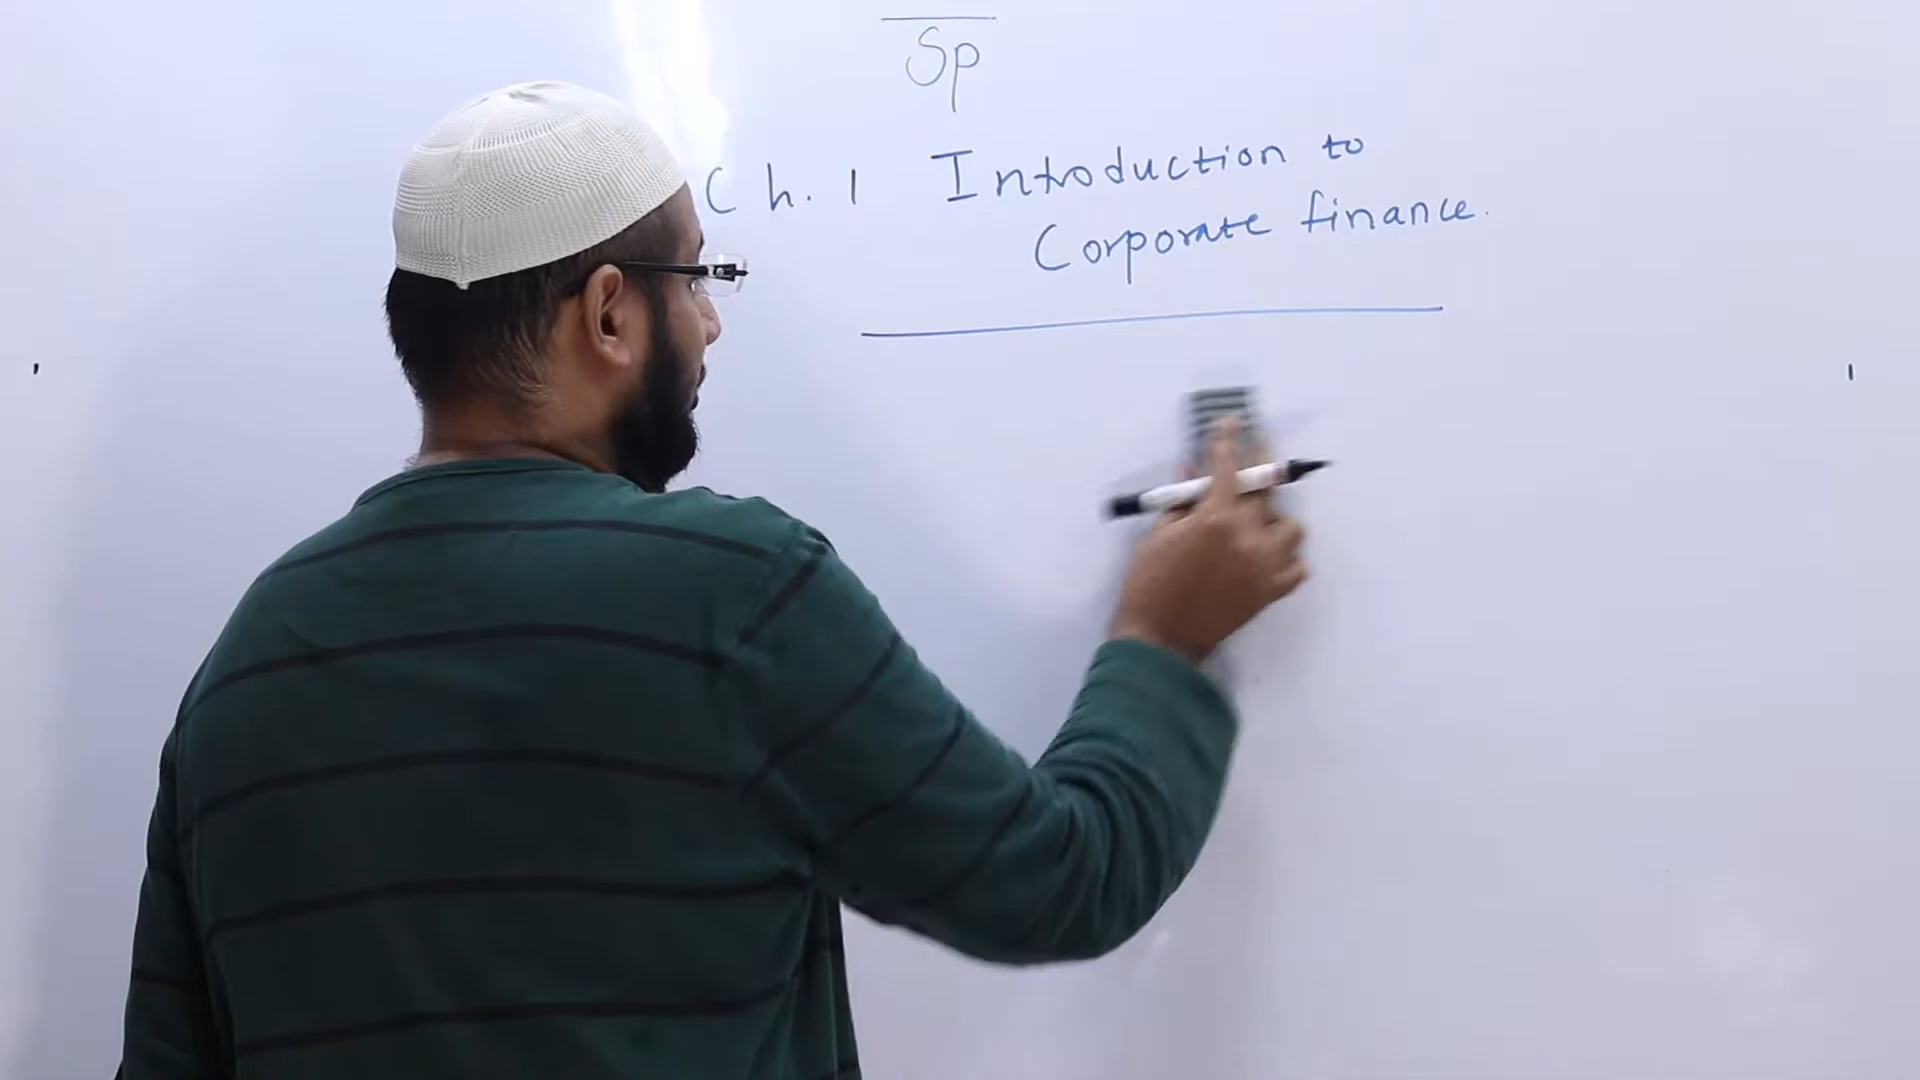 Sp
Ch. 1 Introduction to
Corporate finance.